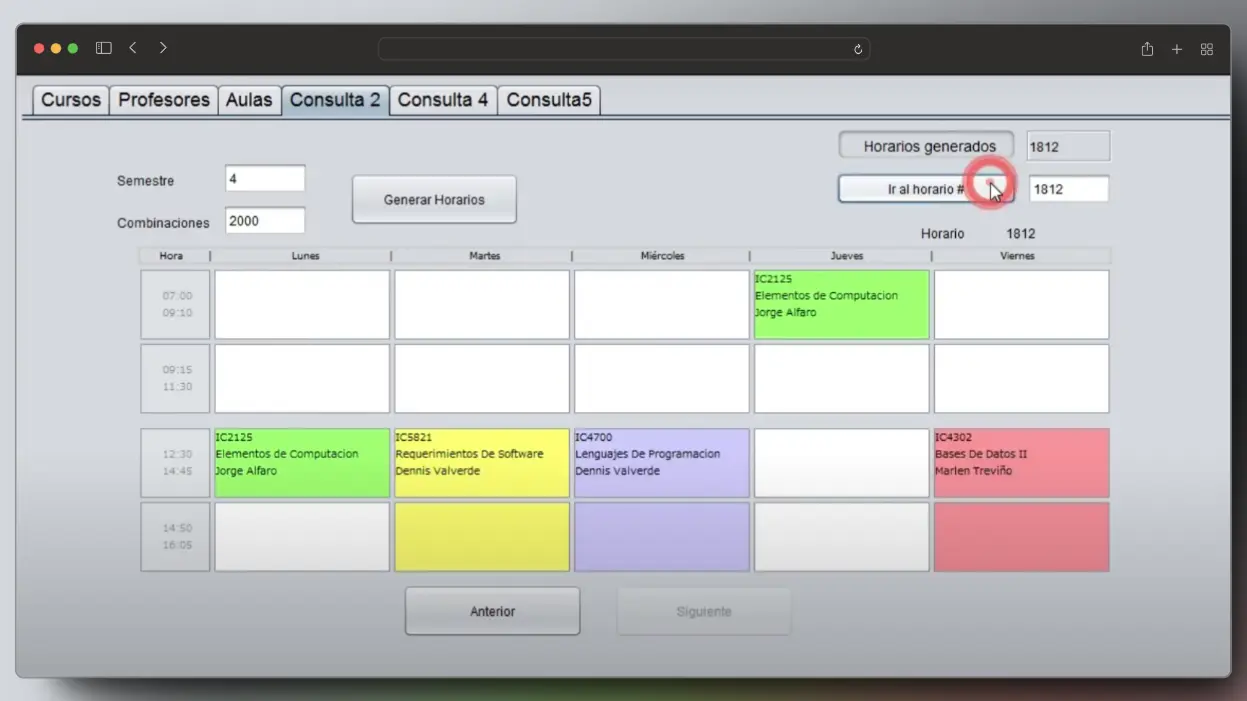 Cursos Profesores Aulas Consulta 2 Consulta 4 Consulta5
Horarios generados 1812
Semestre 4
Generar Horarios
Ir al horario # 1812
Combinaciones 2000
Horario 1812
Hora | Lunes | Martes | Miércoles | Jueves | Viernes
07:00
09:10
IC2125
Elementos de Computacion
Jorge Alfaro
09:15
11:30
12:30
14:45
IC2125
Elementos de Computacion
Jorge Alfaro
IC5821
Requerimientos De Software
Dennis Valverde
IC4700
Lenguajes De Programacion
Dennis Valverde
IC4302
Bases De Datos II
Marlen Treviño
14:50
16:05
Anterior
Siguiente